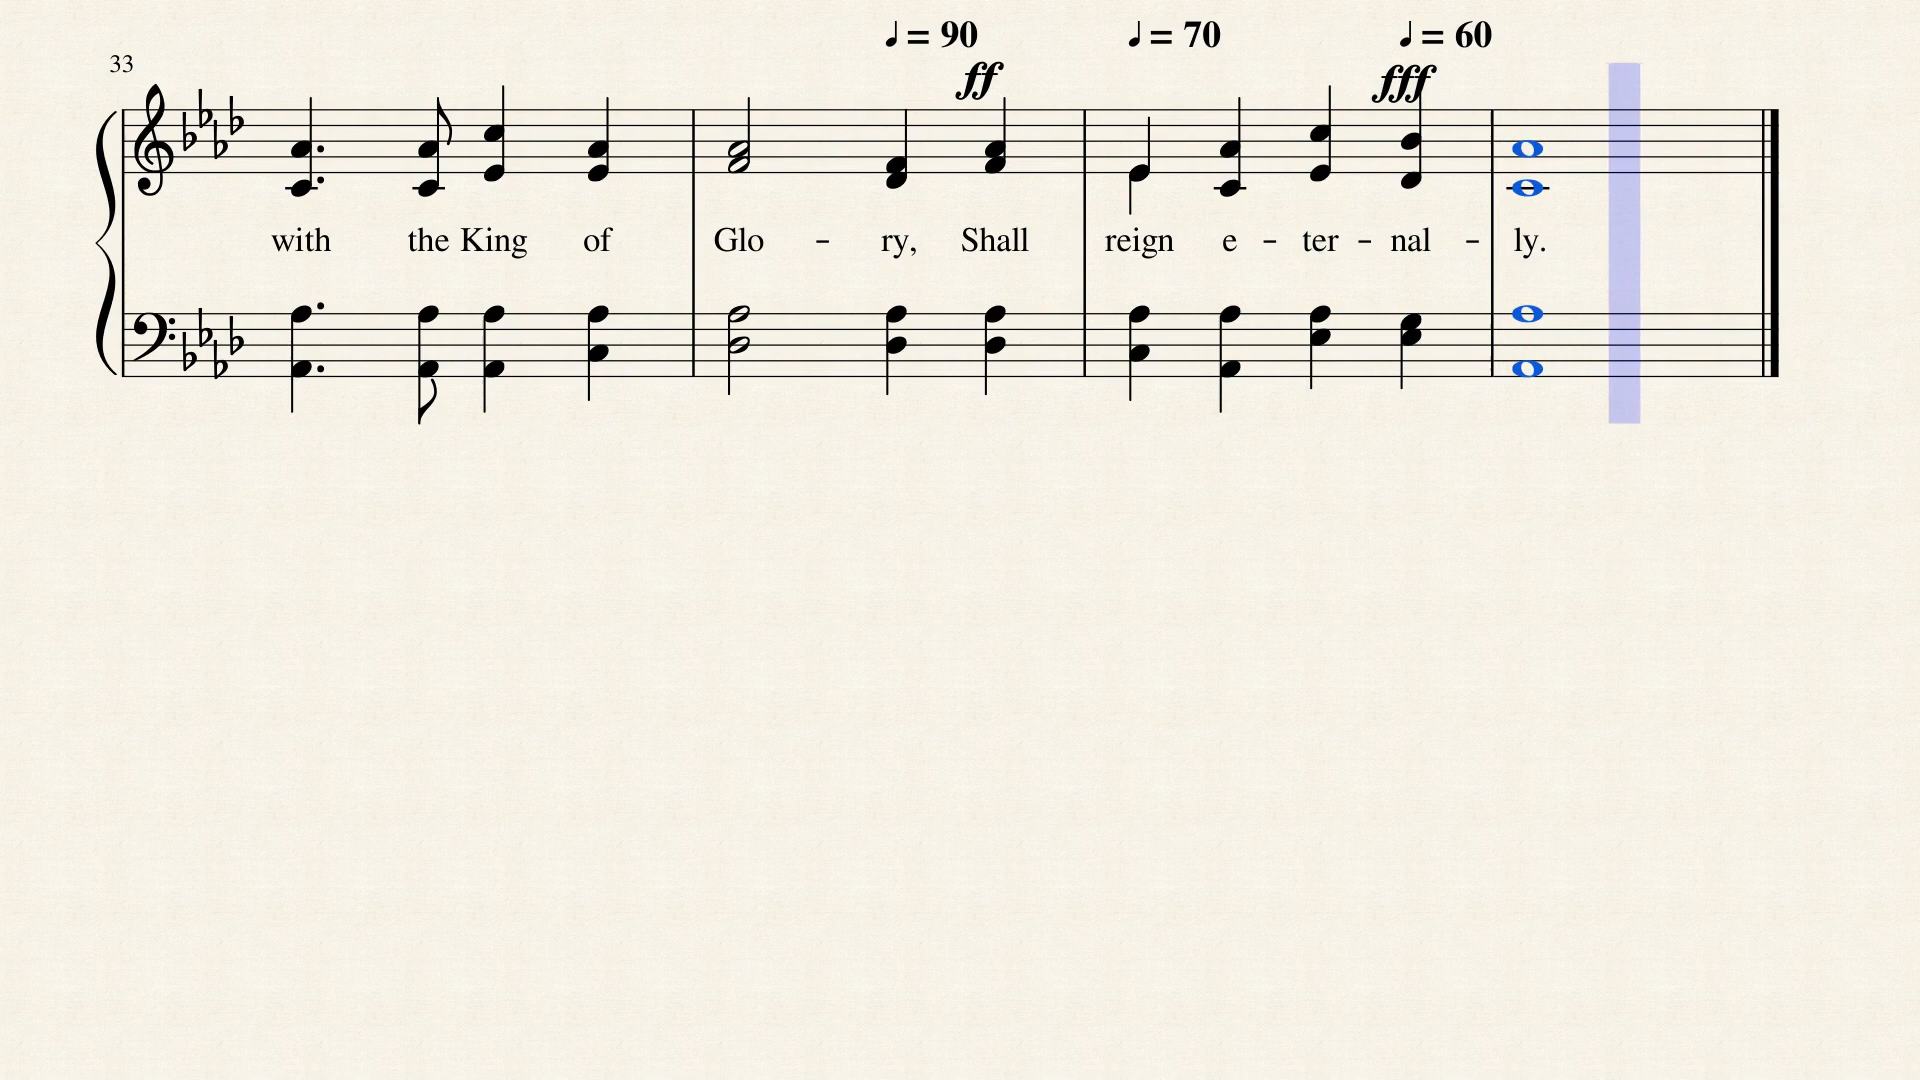 ♩ = 90 ♩ = 70 ♩ = 60
33
ff fff
with the King of Glo - ry, Shall reign e - ter - nal - ly.